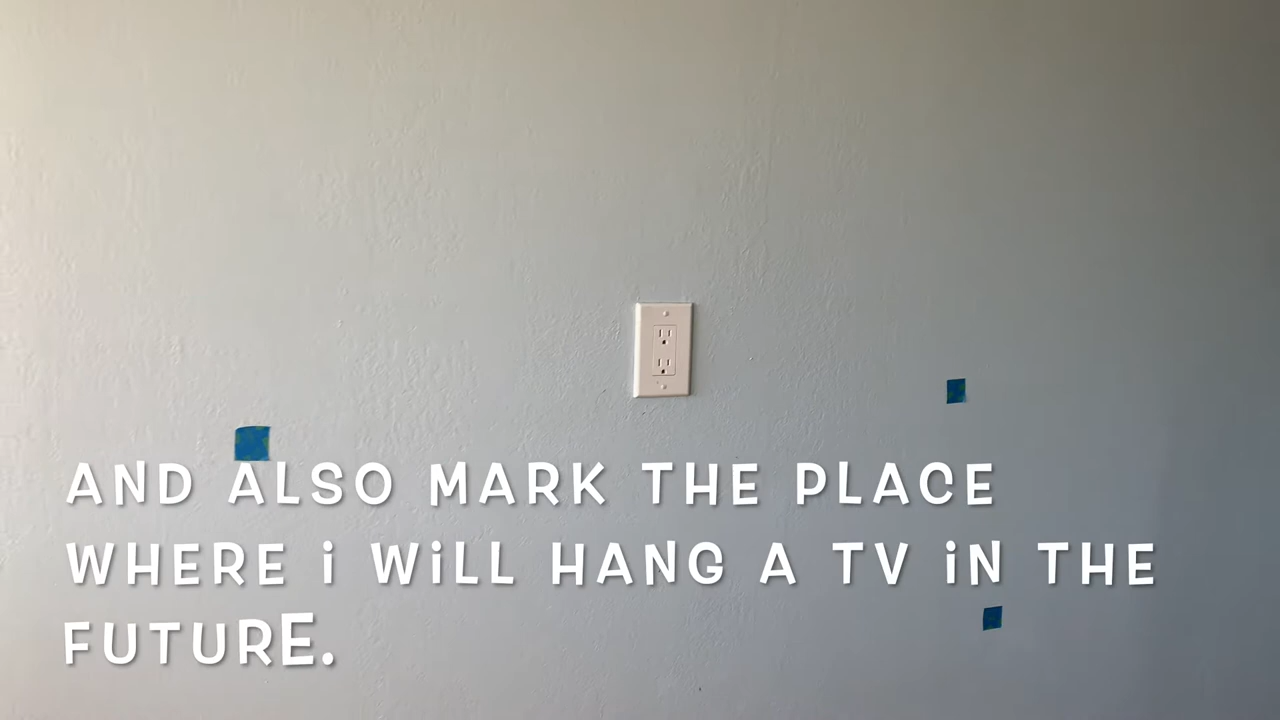 AND ALSO MARK THE PLACE
WHERE i WiLL HANG A TV iN THE
FUTURE.